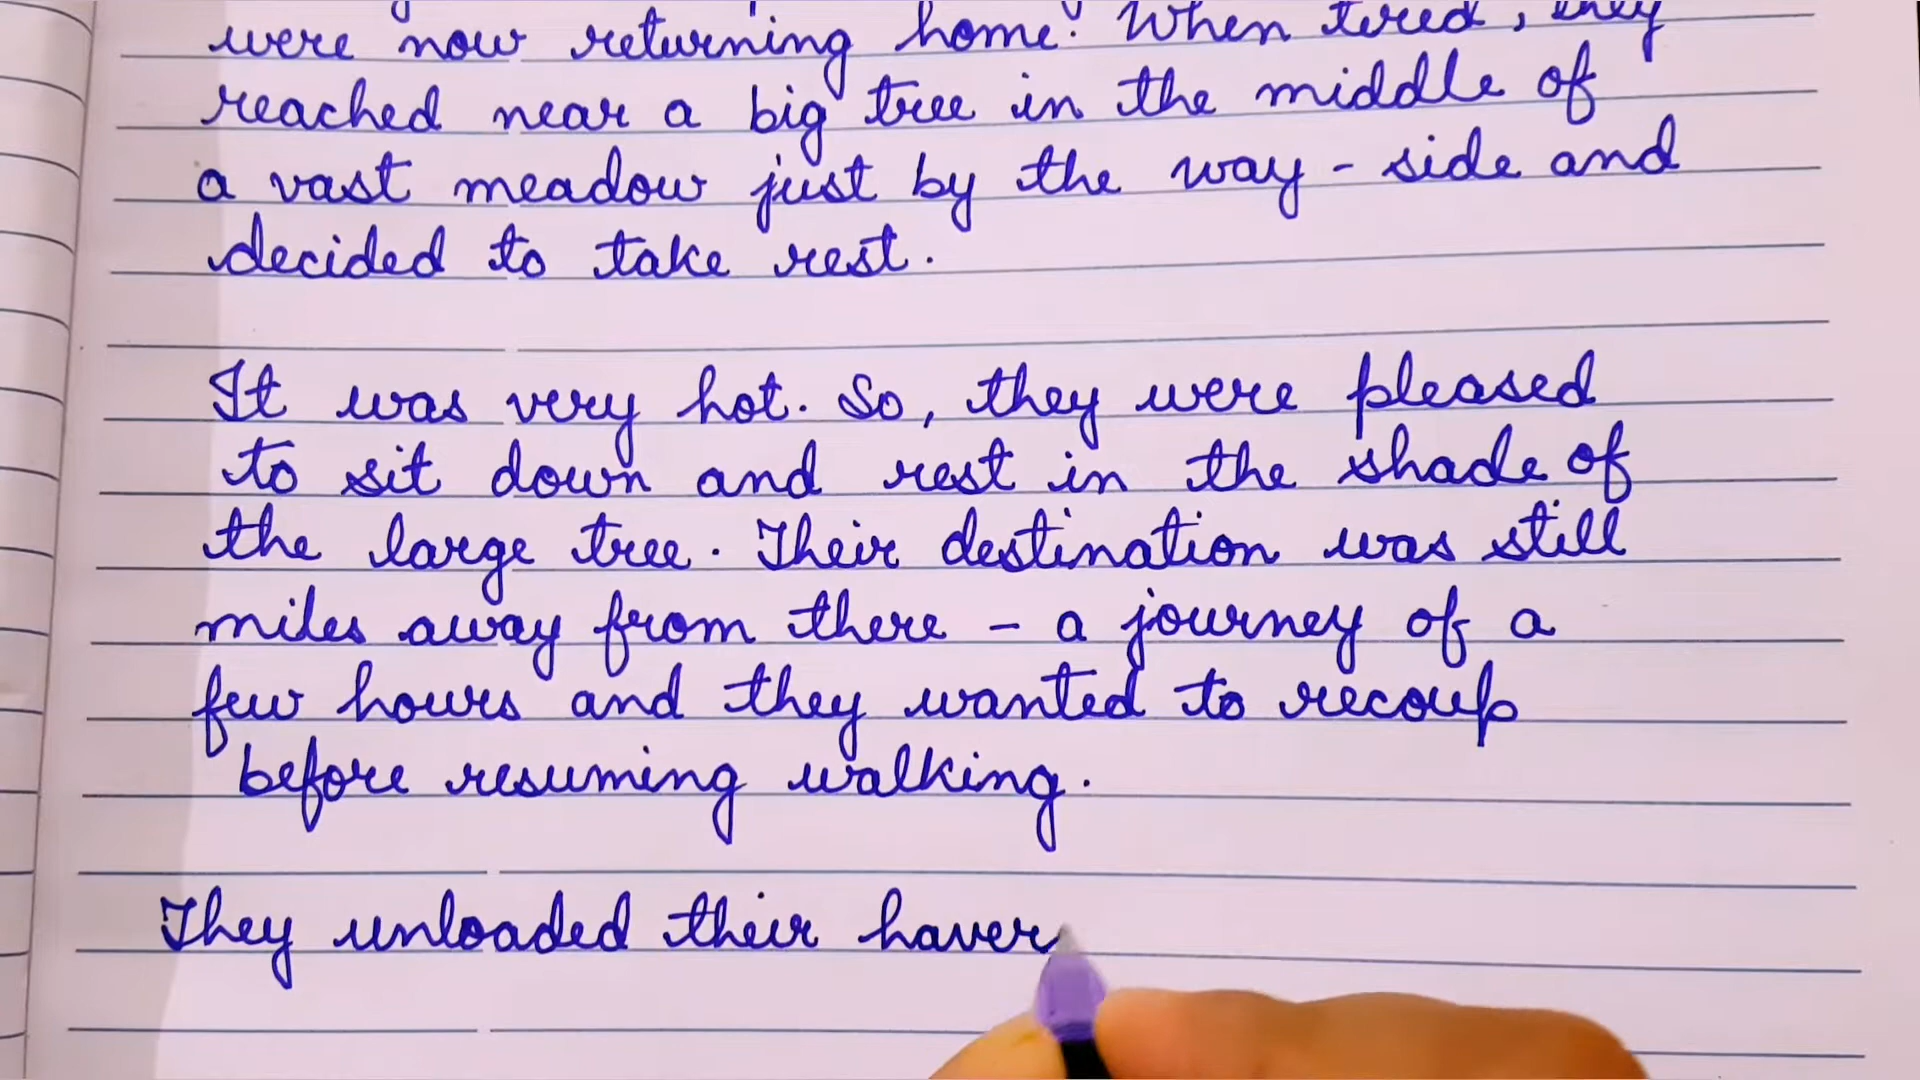 were now returning home. When tired, they
reached near a big tree in the middle of
a vast meadow just by the way - side and
decided to take rest.
It was very hot. So, they were pleased
to sit down and rest in the shade of
the large tree. Their destination was still
miles away from there - a journey of a
few hours and they wanted to recoup
before resuming walking.
They unloaded their haver